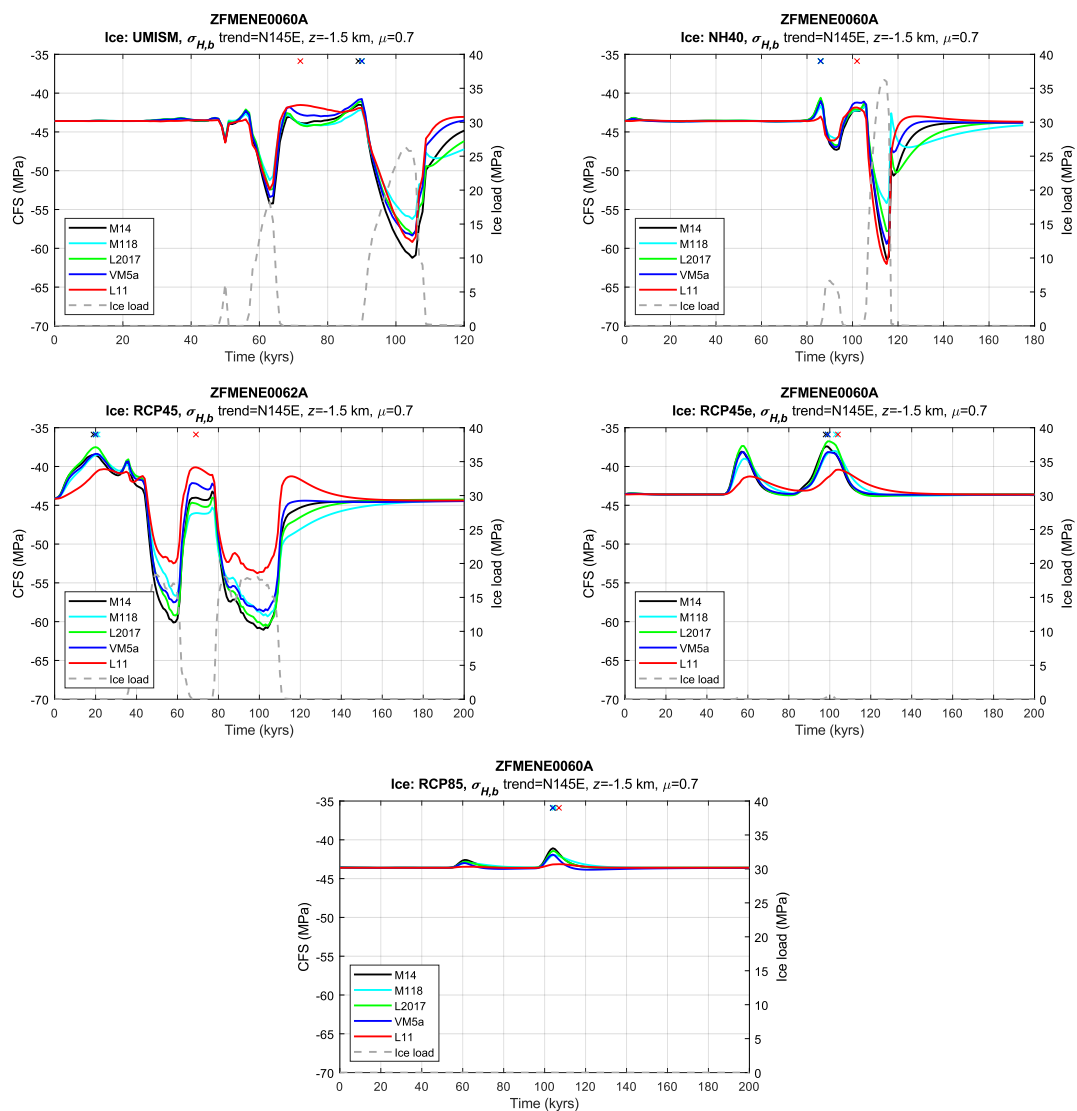 ZFMENE0060A
Ice: UMISM, σH,b trend=N145E, z=-1.5 km, μ=0.7
-35
-40
-45
-50
-55
-60
-65
-70
CFS (MPa)
40
35
30
25
20
15
10
5
0
Ice load (MPa)
M14
M118
L2017
VM5a
L11
Ice load
0 20 40 60 80 100 120
Time (kyrs)
ZFMENE0060A
Ice: NH40, σH,b trend=N145E, z=-1.5 km, μ=0.7
-35
-40
-45
-50
-55
-60
-65
-70
CFS (MPa)
40
35
30
25
20
15
10
5
0
Ice load (MPa)
M14
M118
L2017
VM5a
L11
Ice load
0 20 40 60 80 100 120 140 160 180
Time (kyrs)
ZFMENE0062A
Ice: RCP45, σH,b trend=N145E, z=-1.5 km, μ=0.7
-35
-40
-45
-50
-55
-60
-65
-70
CFS (MPa)
40
35
30
25
20
15
10
5
0
Ice load (MPa)
M14
M118
L2017
VM5a
L11
Ice load
0 20 40 60 80 100 120 140 160 180 200
Time (kyrs)
ZFMENE0060A
Ice: RCP45e, σH,b trend=N145E, z=-1.5 km, μ=0.7
-35
-40
-45
-50
-55
-60
-65
-70
CFS (MPa)
40
35
30
25
20
15
10
5
0
Ice load (MPa)
M14
M118
L2017
VM5a
L11
Ice load
0 20 40 60 80 100 120 140 160 180 200
Time (kyrs)
ZFMENE0060A
Ice: RCP85, σH,b trend=N145E, z=-1.5 km, μ=0.7
-35
-40
-45
-50
-55
-60
-65
-70
CFS (MPa)
40
35
30
25
20
15
10
5
0
Ice load (MPa)
M14
M118
L2017
VM5a
L11
Ice load
0 20 40 60 80 100 120 140 160 180 200
Time (kyrs)